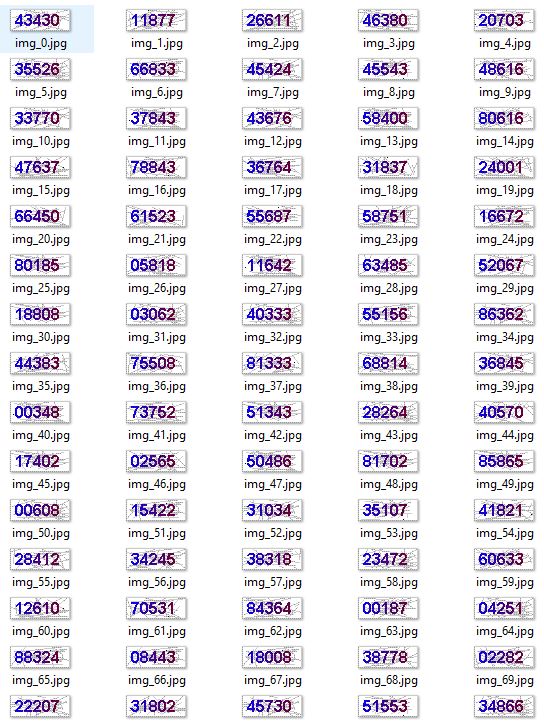 43430 11877 26611 46380 20703
img_0.jpg img_1.jpg img_2.jpg img_3.jpg img_4.jpg
35526 66833 45424 45543 48616
img_5.jpg img_6.jpg img_7.jpg img_8.jpg img_9.jpg
33770 37843 43676 58400 80616
img_10.jpg img_11.jpg img_12.jpg img_13.jpg img_14.jpg
47637 78843 36764 31837 24001
img_15.jpg img_16.jpg img_17.jpg img_18.jpg img_19.jpg
66450 61523 55687 58751 16672
img_20.jpg img_21.jpg img_22.jpg img_23.jpg img_24.jpg
80185 05818 11642 63485 52067
img_25.jpg img_26.jpg img_27.jpg img_28.jpg img_29.jpg
18808 03062 40333 55156 86362
img_30.jpg img_31.jpg img_32.jpg img_33.jpg img_34.jpg
44383 75508 81333 68814 36845
img_35.jpg img_36.jpg img_37.jpg img_38.jpg img_39.jpg
00348 73752 51343 28264 40570
img_40.jpg img_41.jpg img_42.jpg img_43.jpg img_44.jpg
17402 02565 50486 81702 85865
img_45.jpg img_46.jpg img_47.jpg img_48.jpg img_49.jpg
00608 15422 31034 35107 41821
img_50.jpg img_51.jpg img_52.jpg img_53.jpg img_54.jpg
28412 34245 38318 23472 60633
img_55.jpg img_56.jpg img_57.jpg img_58.jpg img_59.jpg
12610 70531 84364 00187 04251
img_60.jpg img_61.jpg img_62.jpg img_63.jpg img_64.jpg
88324 08443 18008 38778 02282
img_65.jpg img_66.jpg img_67.jpg img_68.jpg img_69.jpg
22207 31802 45730 51553 34866